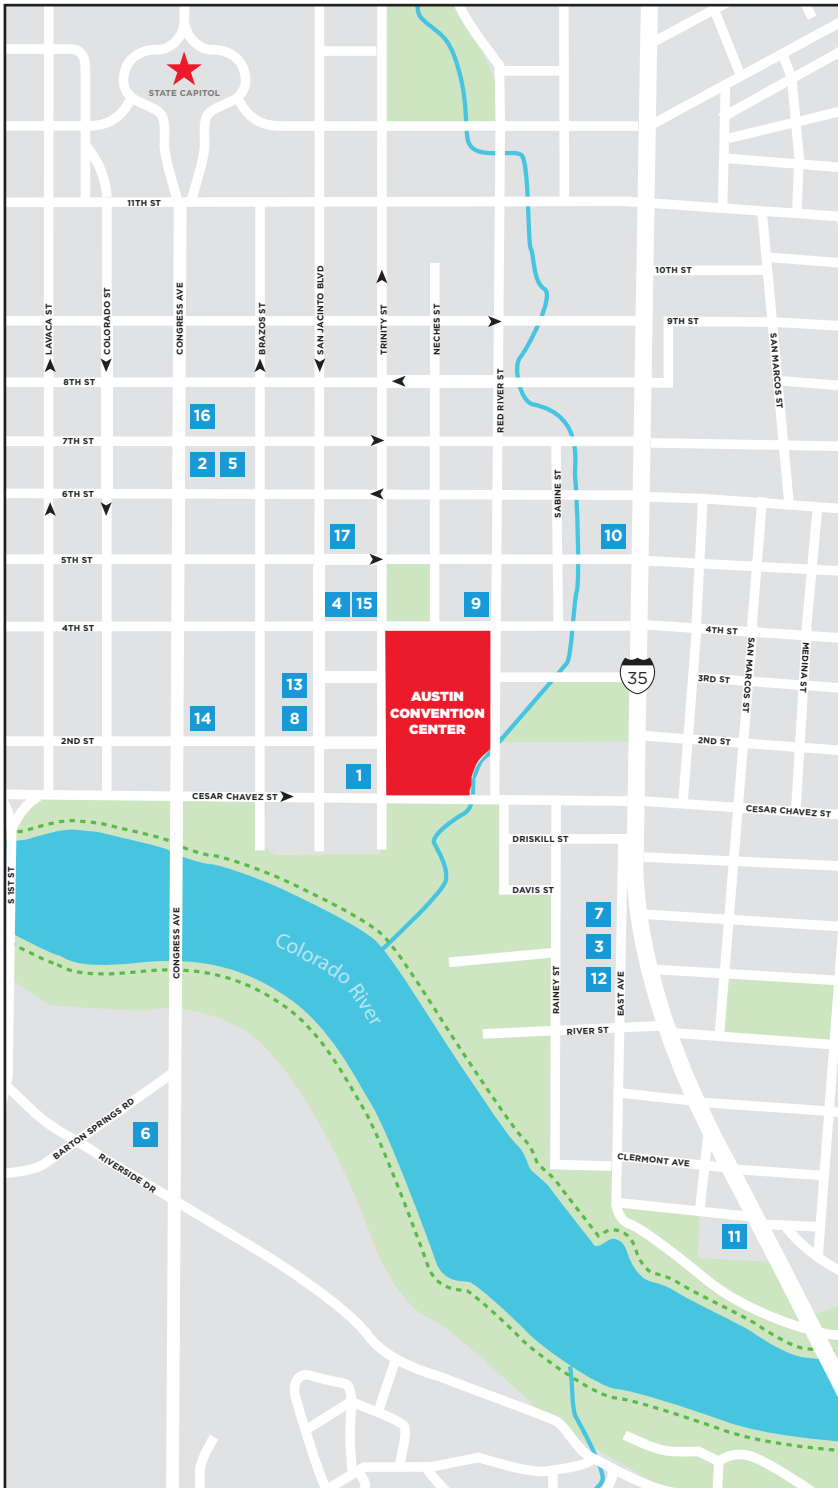 STATE CAPITOL
11TH ST
10TH ST
LAVACA ST
COLORADO ST
CONGRESS AVE
BRAZOS ST
SAN JACINTO BLVD
TRINITY ST
NECHES ST
9TH ST
SAN MARCOS ST
8TH ST
RED RIVER ST
16
7TH ST
2
5
SABINE ST
6TH ST
17
10
5TH ST
4
15
9
4TH ST
4TH ST
SAN MARCOS ST
MEDINA ST
35
3RD ST
13
AUSTIN
CONVENTION
CENTER
14
8
2ND ST
2ND ST
1
CESAR CHAVEZ ST
CESAR CHAVEZ ST
DRISKILL ST
S 1ST ST
DAVIS ST
7
CONGRESS AVE
Colorado River
3
12
RAINEY ST
EAST AVE
RIVER ST
BARTON SPRINGS RD
6
RIVERSIDE DR
CLERMONT AVE
11